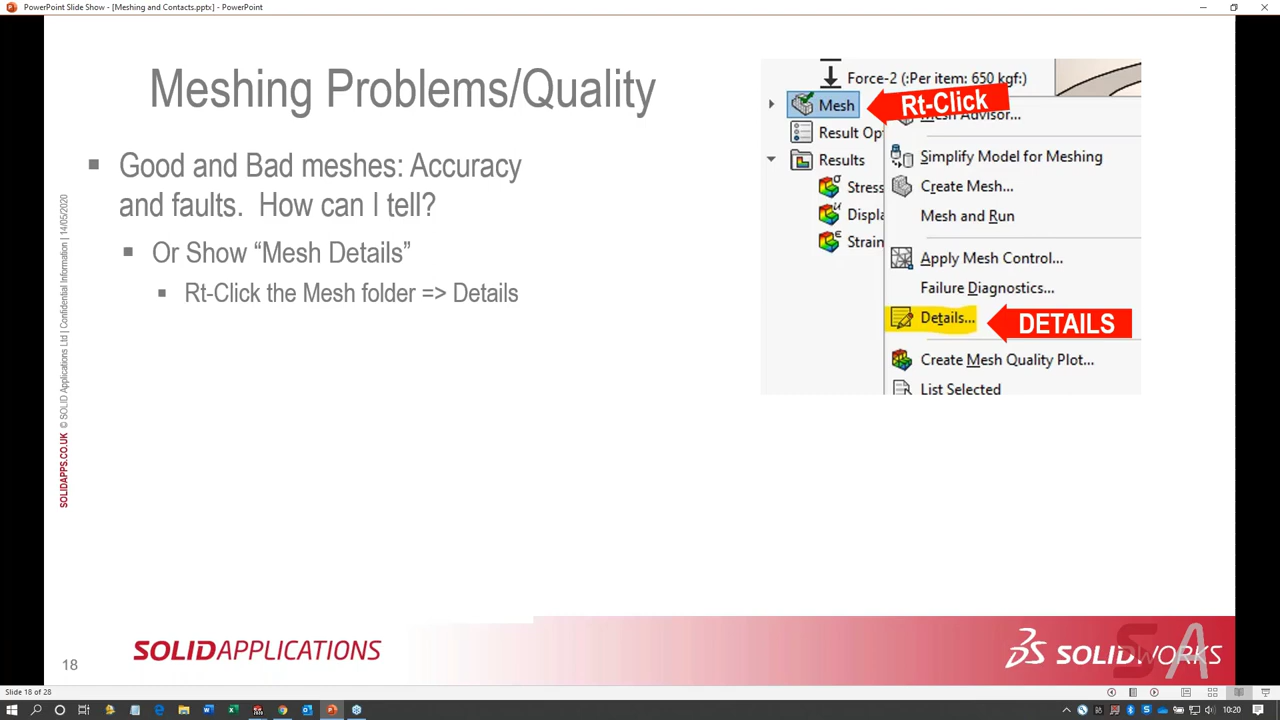 PowerPoint Slide Show - [Meshing and Contacts.pptx] - PowerPoint
Meshing Problems/Quality
Good and Bad meshes: Accuracy
and faults. How can I tell?
Or Show “Mesh Details”
Rt-Click the Mesh folder => Details
Force-2 (:Per item: 650 kgf:)
Mesh
Rt-Click
Mesh Advisor...
Result Op
Simplify Model for Meshing
Results
Create Mesh...
Stress
Mesh and Run
Displa
Strain
Apply Mesh Control...
Failure Diagnostics...
Details...
DETAILS
Create Mesh Quality Plot...
List Selected
SOLIDAPPS.CO.UK © SOLID Applications Ltd | Confidential Information | 14/05/2020
18
SOLIDAPPLICATIONS
SOLIDWORKS
SA
Slide 18 of 28
10:20